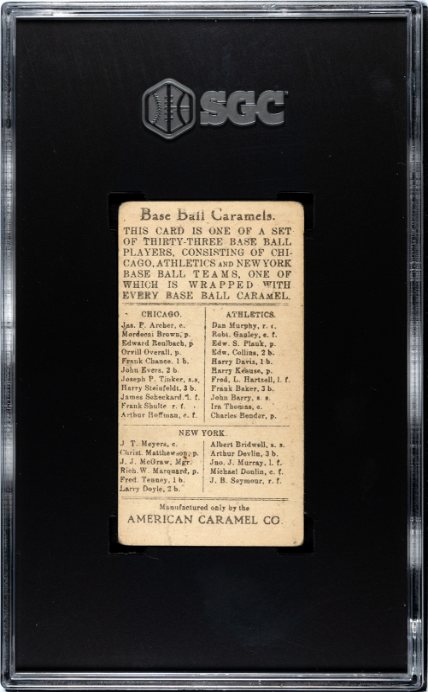 SGC
Base Ball Caramels.
THIS CARD IS ONE OF A SET
OF THIRTY-THREE BASE BALL
PLAYERS, CONSISTING OF CHI-
CAGO, ATHLETICS AND NEW YORK
BASE BALL TEAMS, ONE OF
WHICH IS WRAPPED WITH
EVERY BASE BALL CARAMEL.
CHICAGO.
Jas. P. Archer, c.
Mordecai Brown, p.
Edward Reulbach, p
Orvill Overall, p.
Frank Chance, 1 b.
John Evers, 2 b.
Joseph P. Tinker, s.s.
Harry Steinfeldt, 3 b.
James Scheckard, l. f.
Frank Shulte r. f.
Arthur Hoffman, c. f.
ATHLETICS.
Dan Murphy, r. f.
Robt. Ganley, c. f.
Edw. S. Plank, p.
Edw. Collins, 2 b.
Harry Davis, 1 b.
Harry Krause, p.
Fred. L. Hartzell, l. f.
Frank Baker, 3 b.
John Barry, s. s.
Ira Thomas, c.
Charles Bender, p.
NEW YORK.
J T. Meyers, c.
Christ. Matthewson, p.
J. J. McGraw, Mgr.
Rich. W. Marquard, p.
Fred. Tenney, 1 b.
Larry Doyle, 2 b.
Albert Bridwell, s. s.
Arthur Devlin, 3 b.
Jno. J. Murray, l. f.
Michael Donlin, c. f.
J. B. Seymour, r. f.
Manufactured only by the
AMERICAN CARAMEL CO.